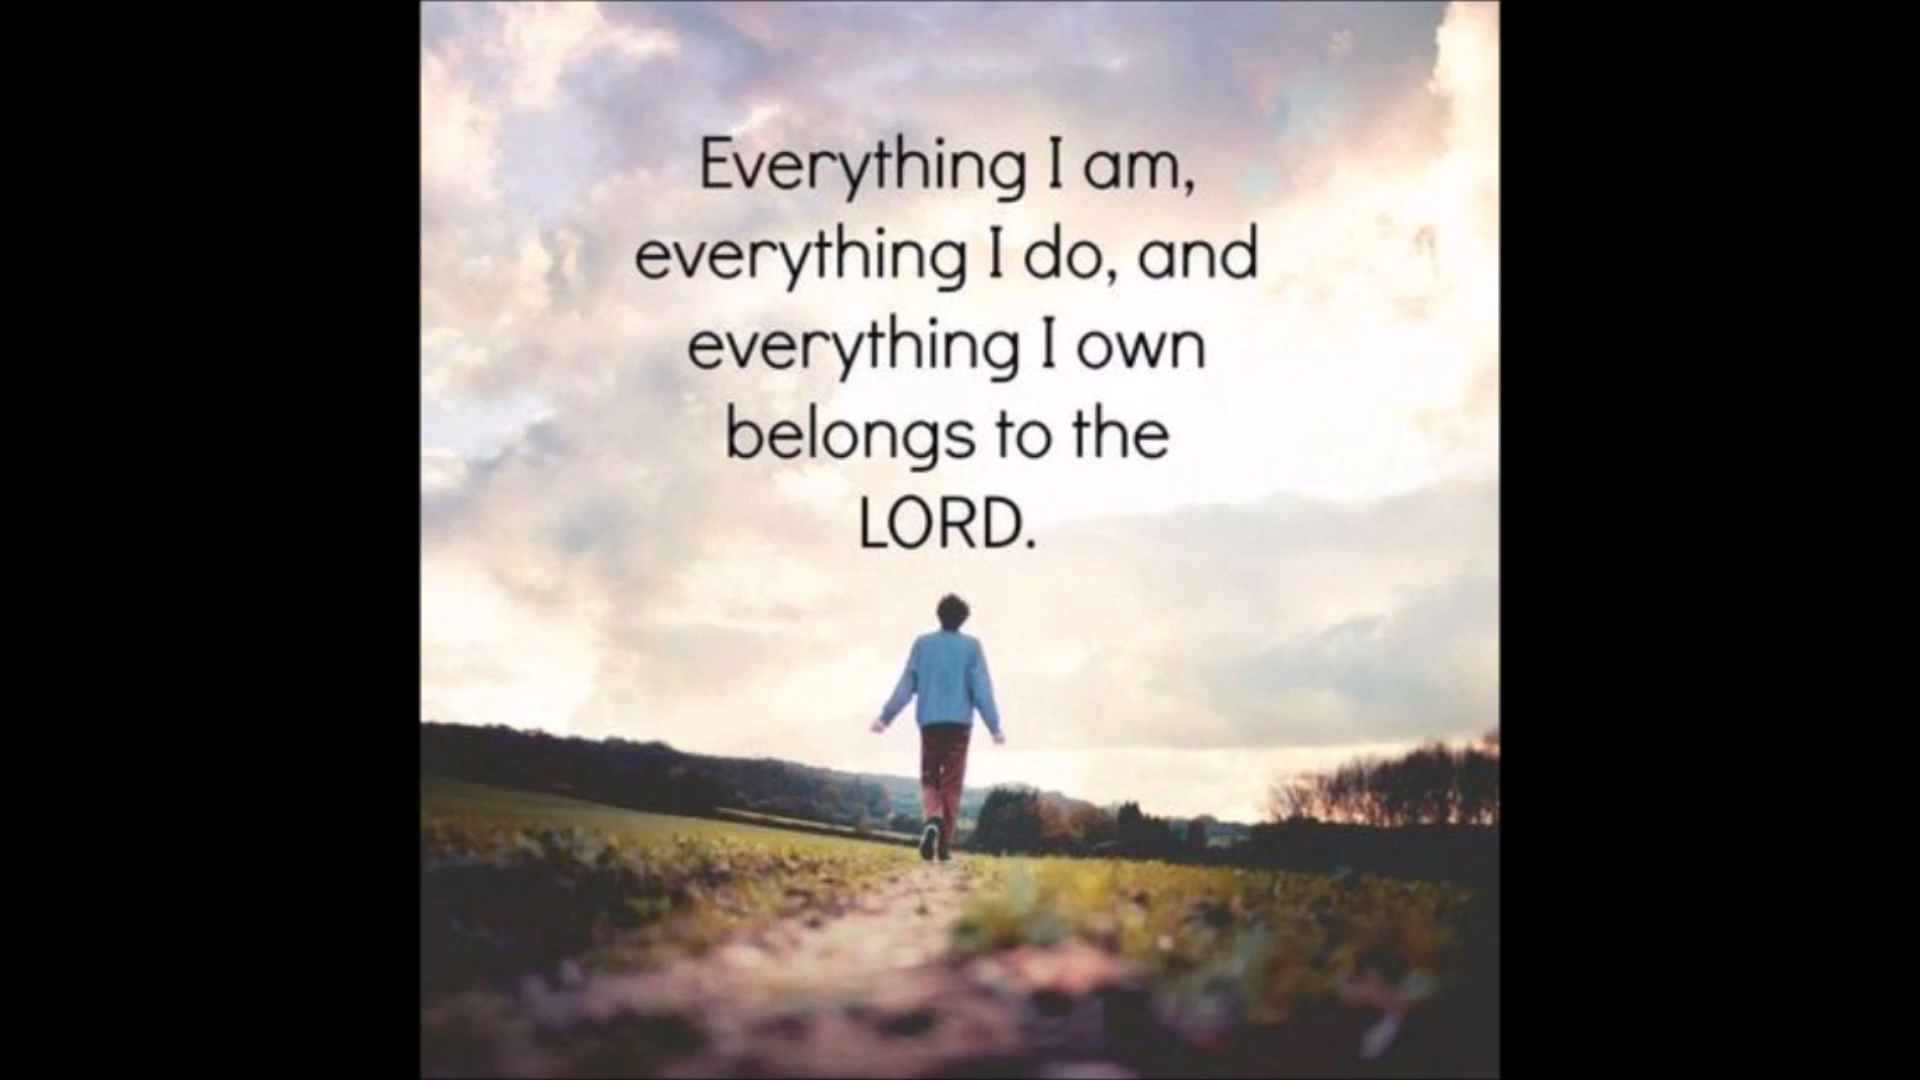 Everything I am,
everything I do, and
everything I own
belongs to the
LORD.